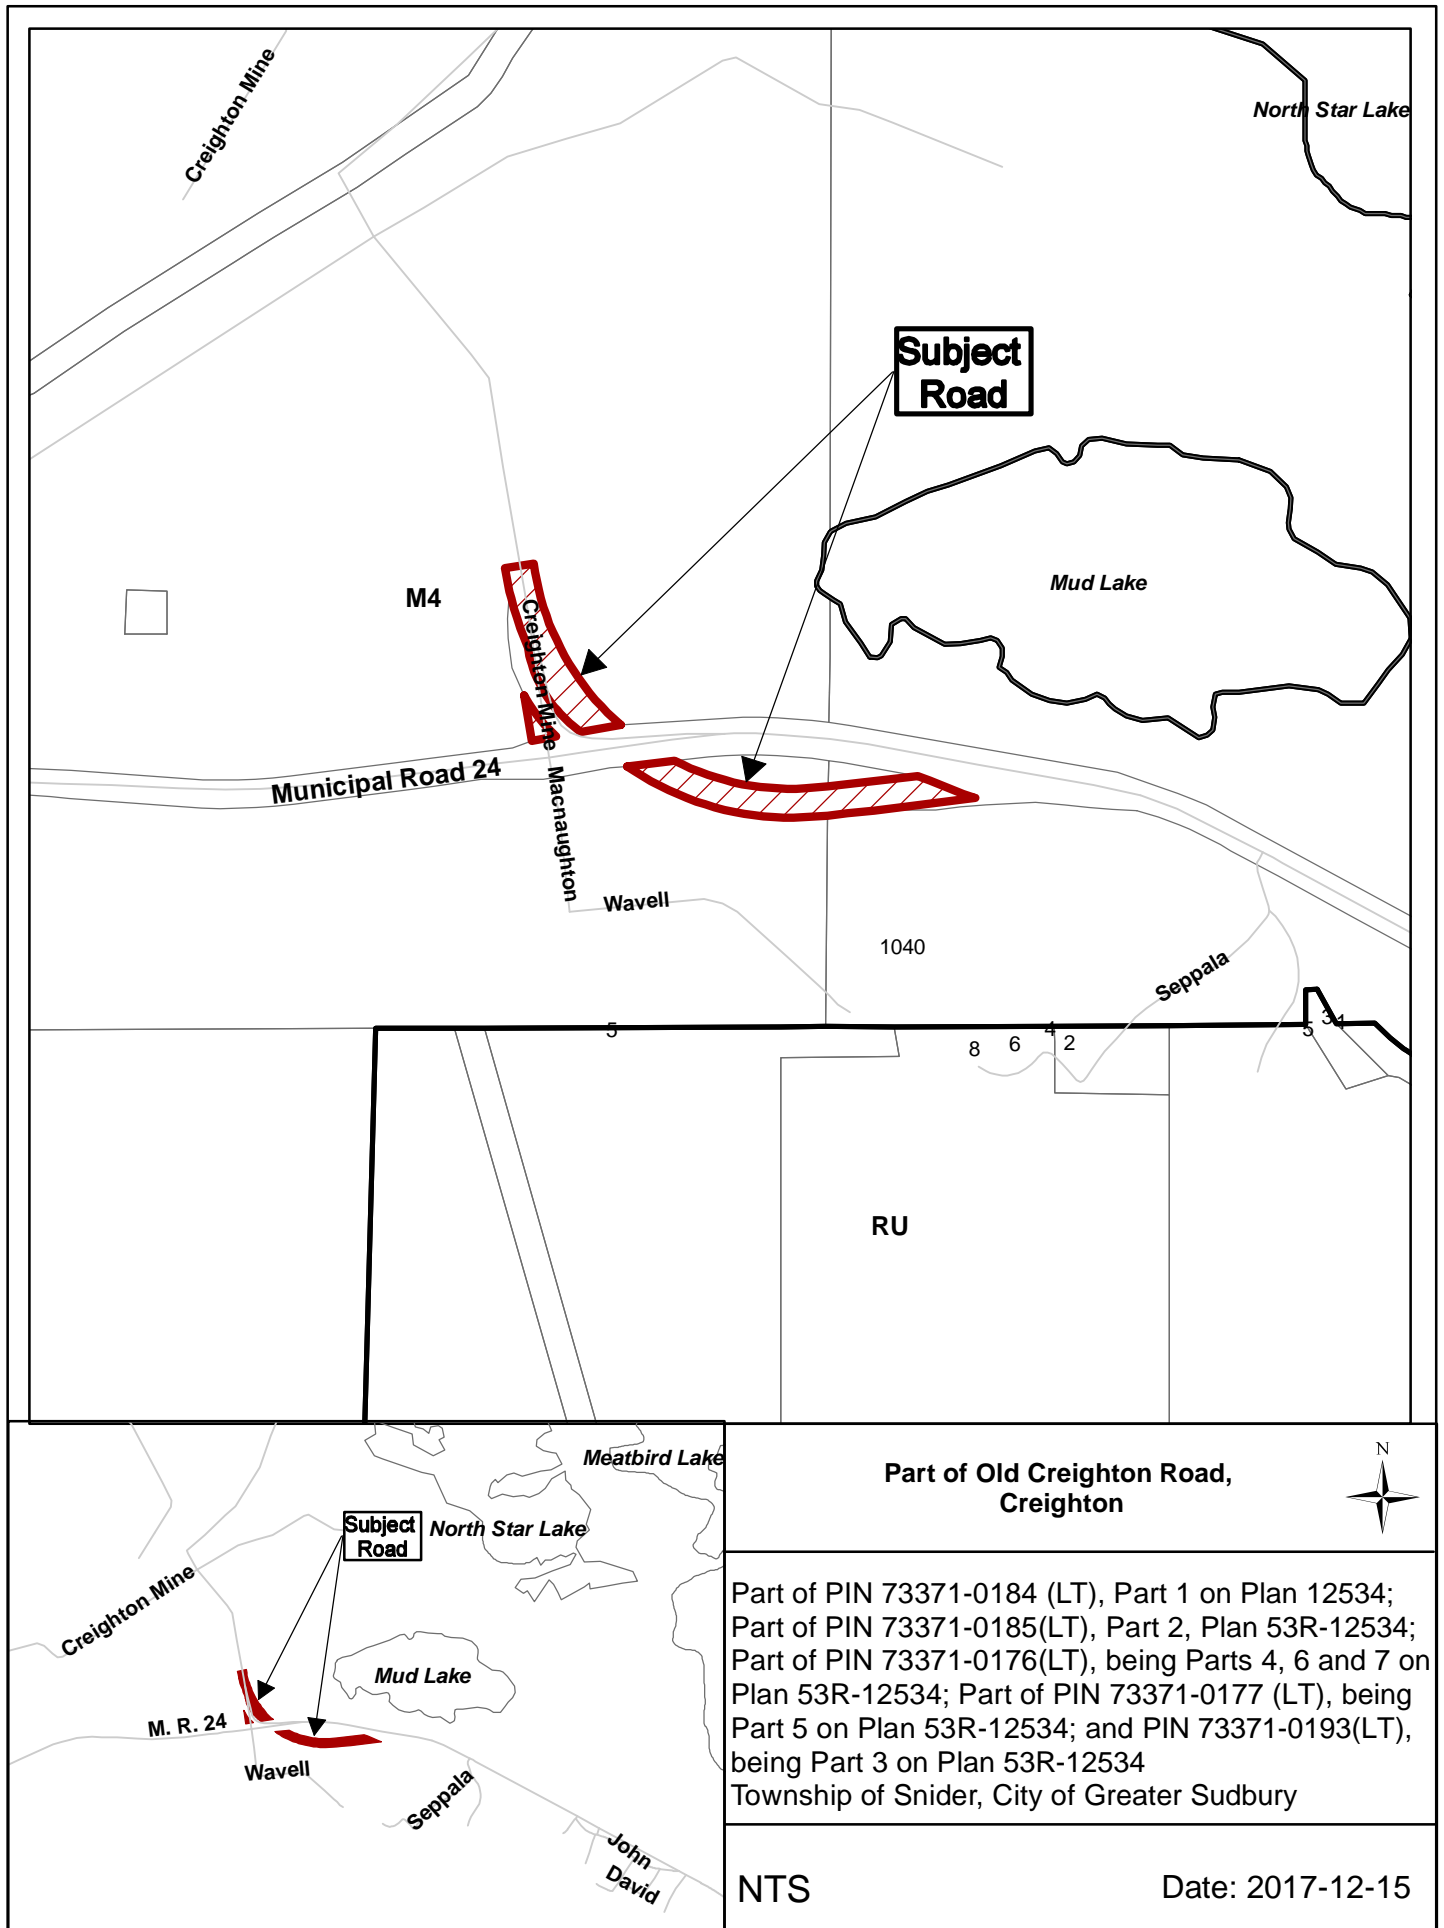 Creighton Mine
North Star Lake
Subject
Road
Mud Lake
M4
Creighton Mine
Municipal Road 24
Macnaughton
Wavell
1040
Seppala
5
8
6
4
2
5
3
1
RU
Meatbird Lake
North Star Lake
Subject
Road
Creighton Mine
Mud Lake
M. R. 24
Wavell
Seppala
John
David
Part of Old Creighton Road,
Creighton
N
Part of PIN 73371-0184 (LT), Part 1 on Plan 12534;
Part of PIN 73371-0185(LT), Part 2, Plan 53R-12534;
Part of PIN 73371-0176(LT), being Parts 4, 6 and 7 on
Plan 53R-12534; Part of PIN 73371-0177 (LT), being
Part 5 on Plan 53R-12534; and PIN 73371-0193(LT),
being Part 3 on Plan 53R-12534
Township of Snider, City of Greater Sudbury
NTS
Date: 2017-12-15